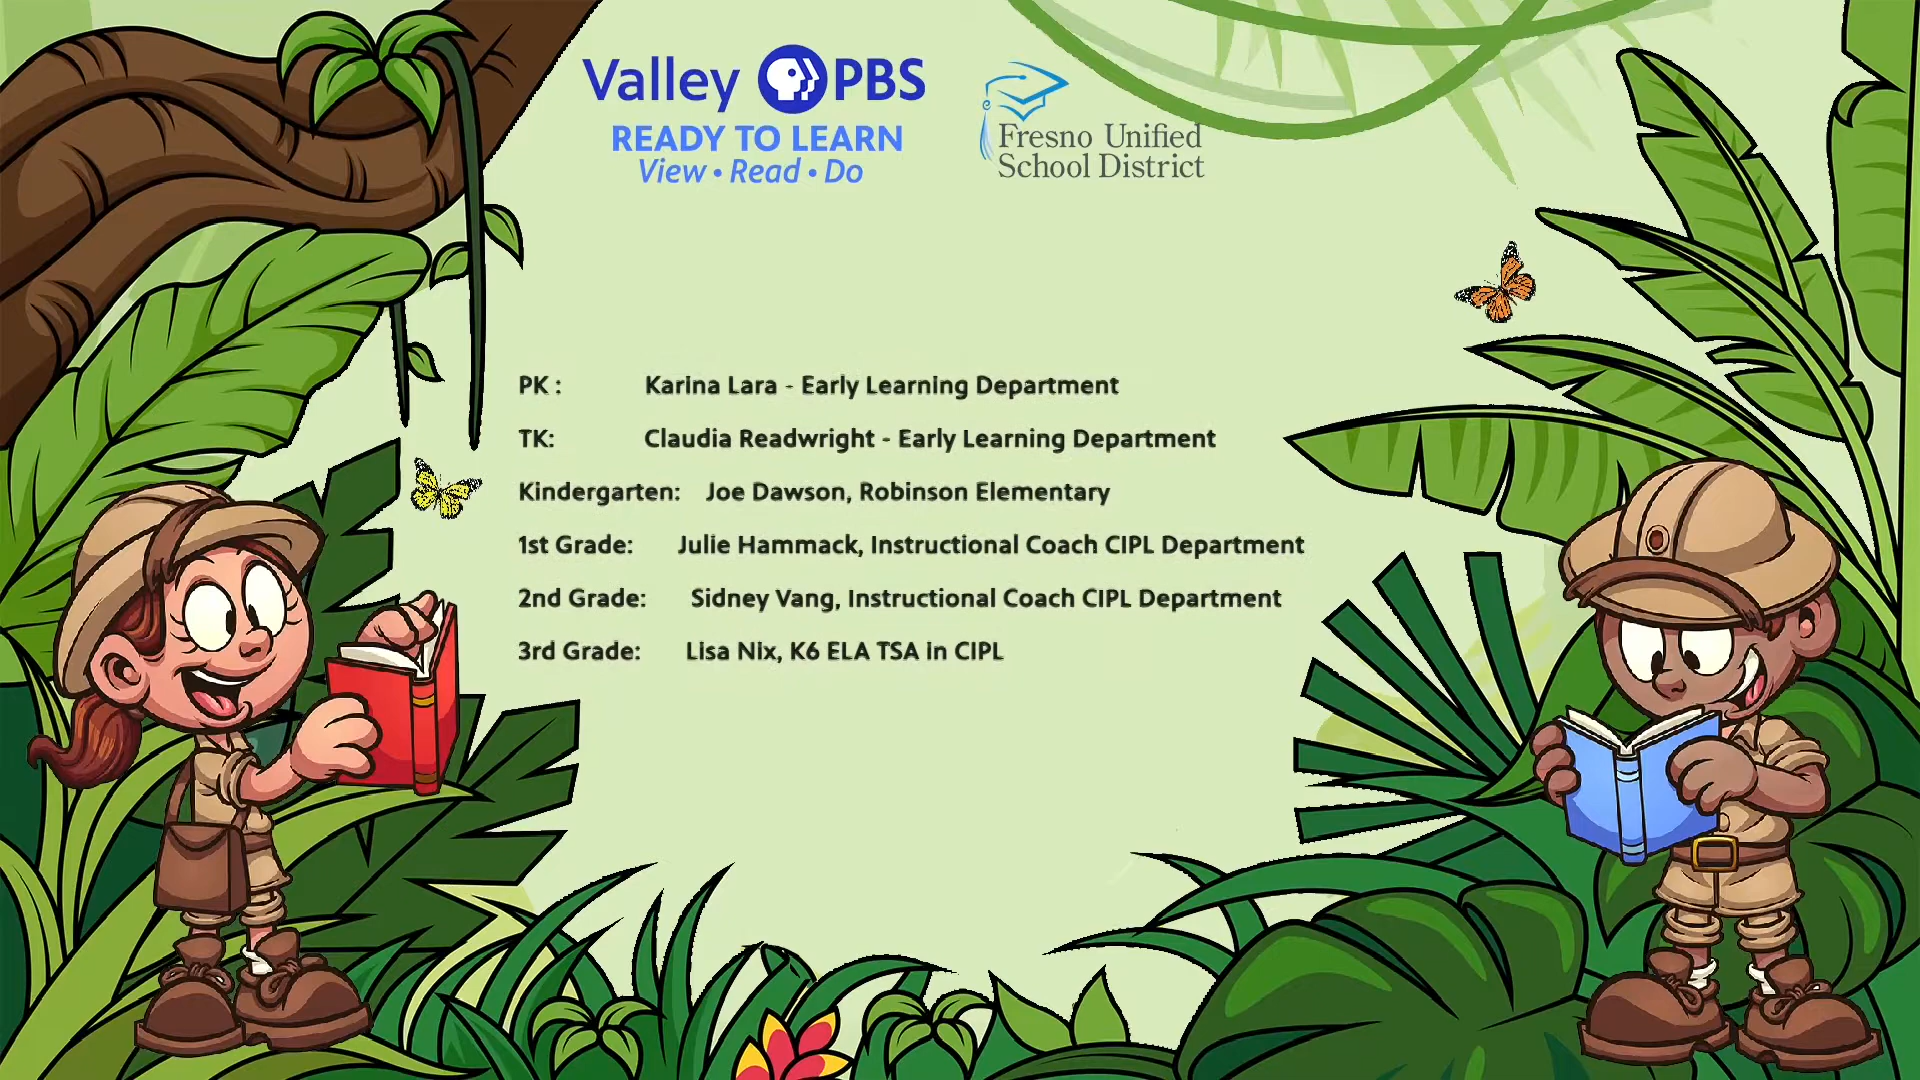 Valley PBS
READY TO LEARN
View • Read • Do
Fresno Unified
School District
PK : Karina Lara - Early Learning Department
TK: Claudia Readwright - Early Learning Department
Kindergarten: Joe Dawson, Robinson Elementary
1st Grade: Julie Hammack, Instructional Coach CIPL Department
2nd Grade: Sidney Vang, Instructional Coach CIPL Department
3rd Grade: Lisa Nix, K6 ELA TSA in CIPL